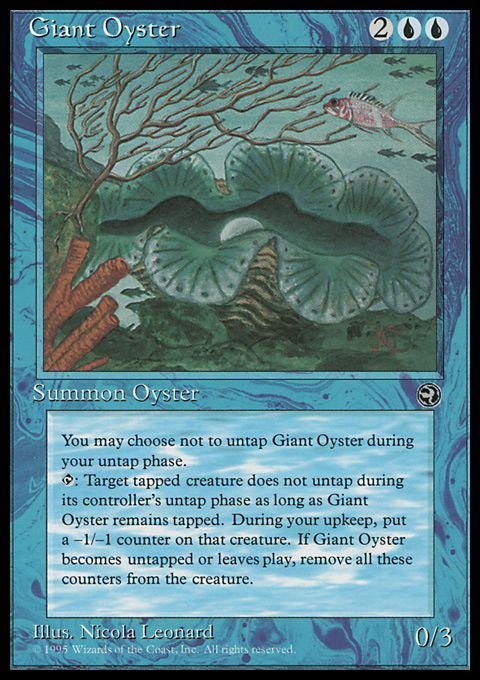 Giant Oyster 2
Summon Oyster
You may choose not to untap Giant Oyster during
your untap phase.
: Target tapped creature does not untap during
its controller's untap phase as long as Giant
Oyster remains tapped. During your upkeep, put
a –1/–1 counter on that creature. If Giant Oyster
becomes untapped or leaves play, remove all these
counters from the creature.
Illus. Nicola Leonard
© 1995 Wizards of the Coast, Inc. All rights reserved.
0/3